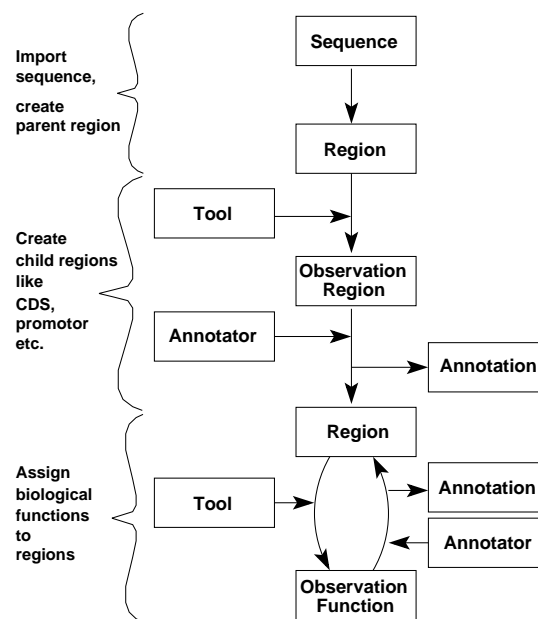 Import
sequence,
create
parent region
Sequence
Region
Create
child regions
like
CDS,
promotor
etc.
Tool
Observation
Region
Annotator
Annotation
Region
Assign
biological
functions
to
regions
Tool
Annotation
Annotator
Observation
Function